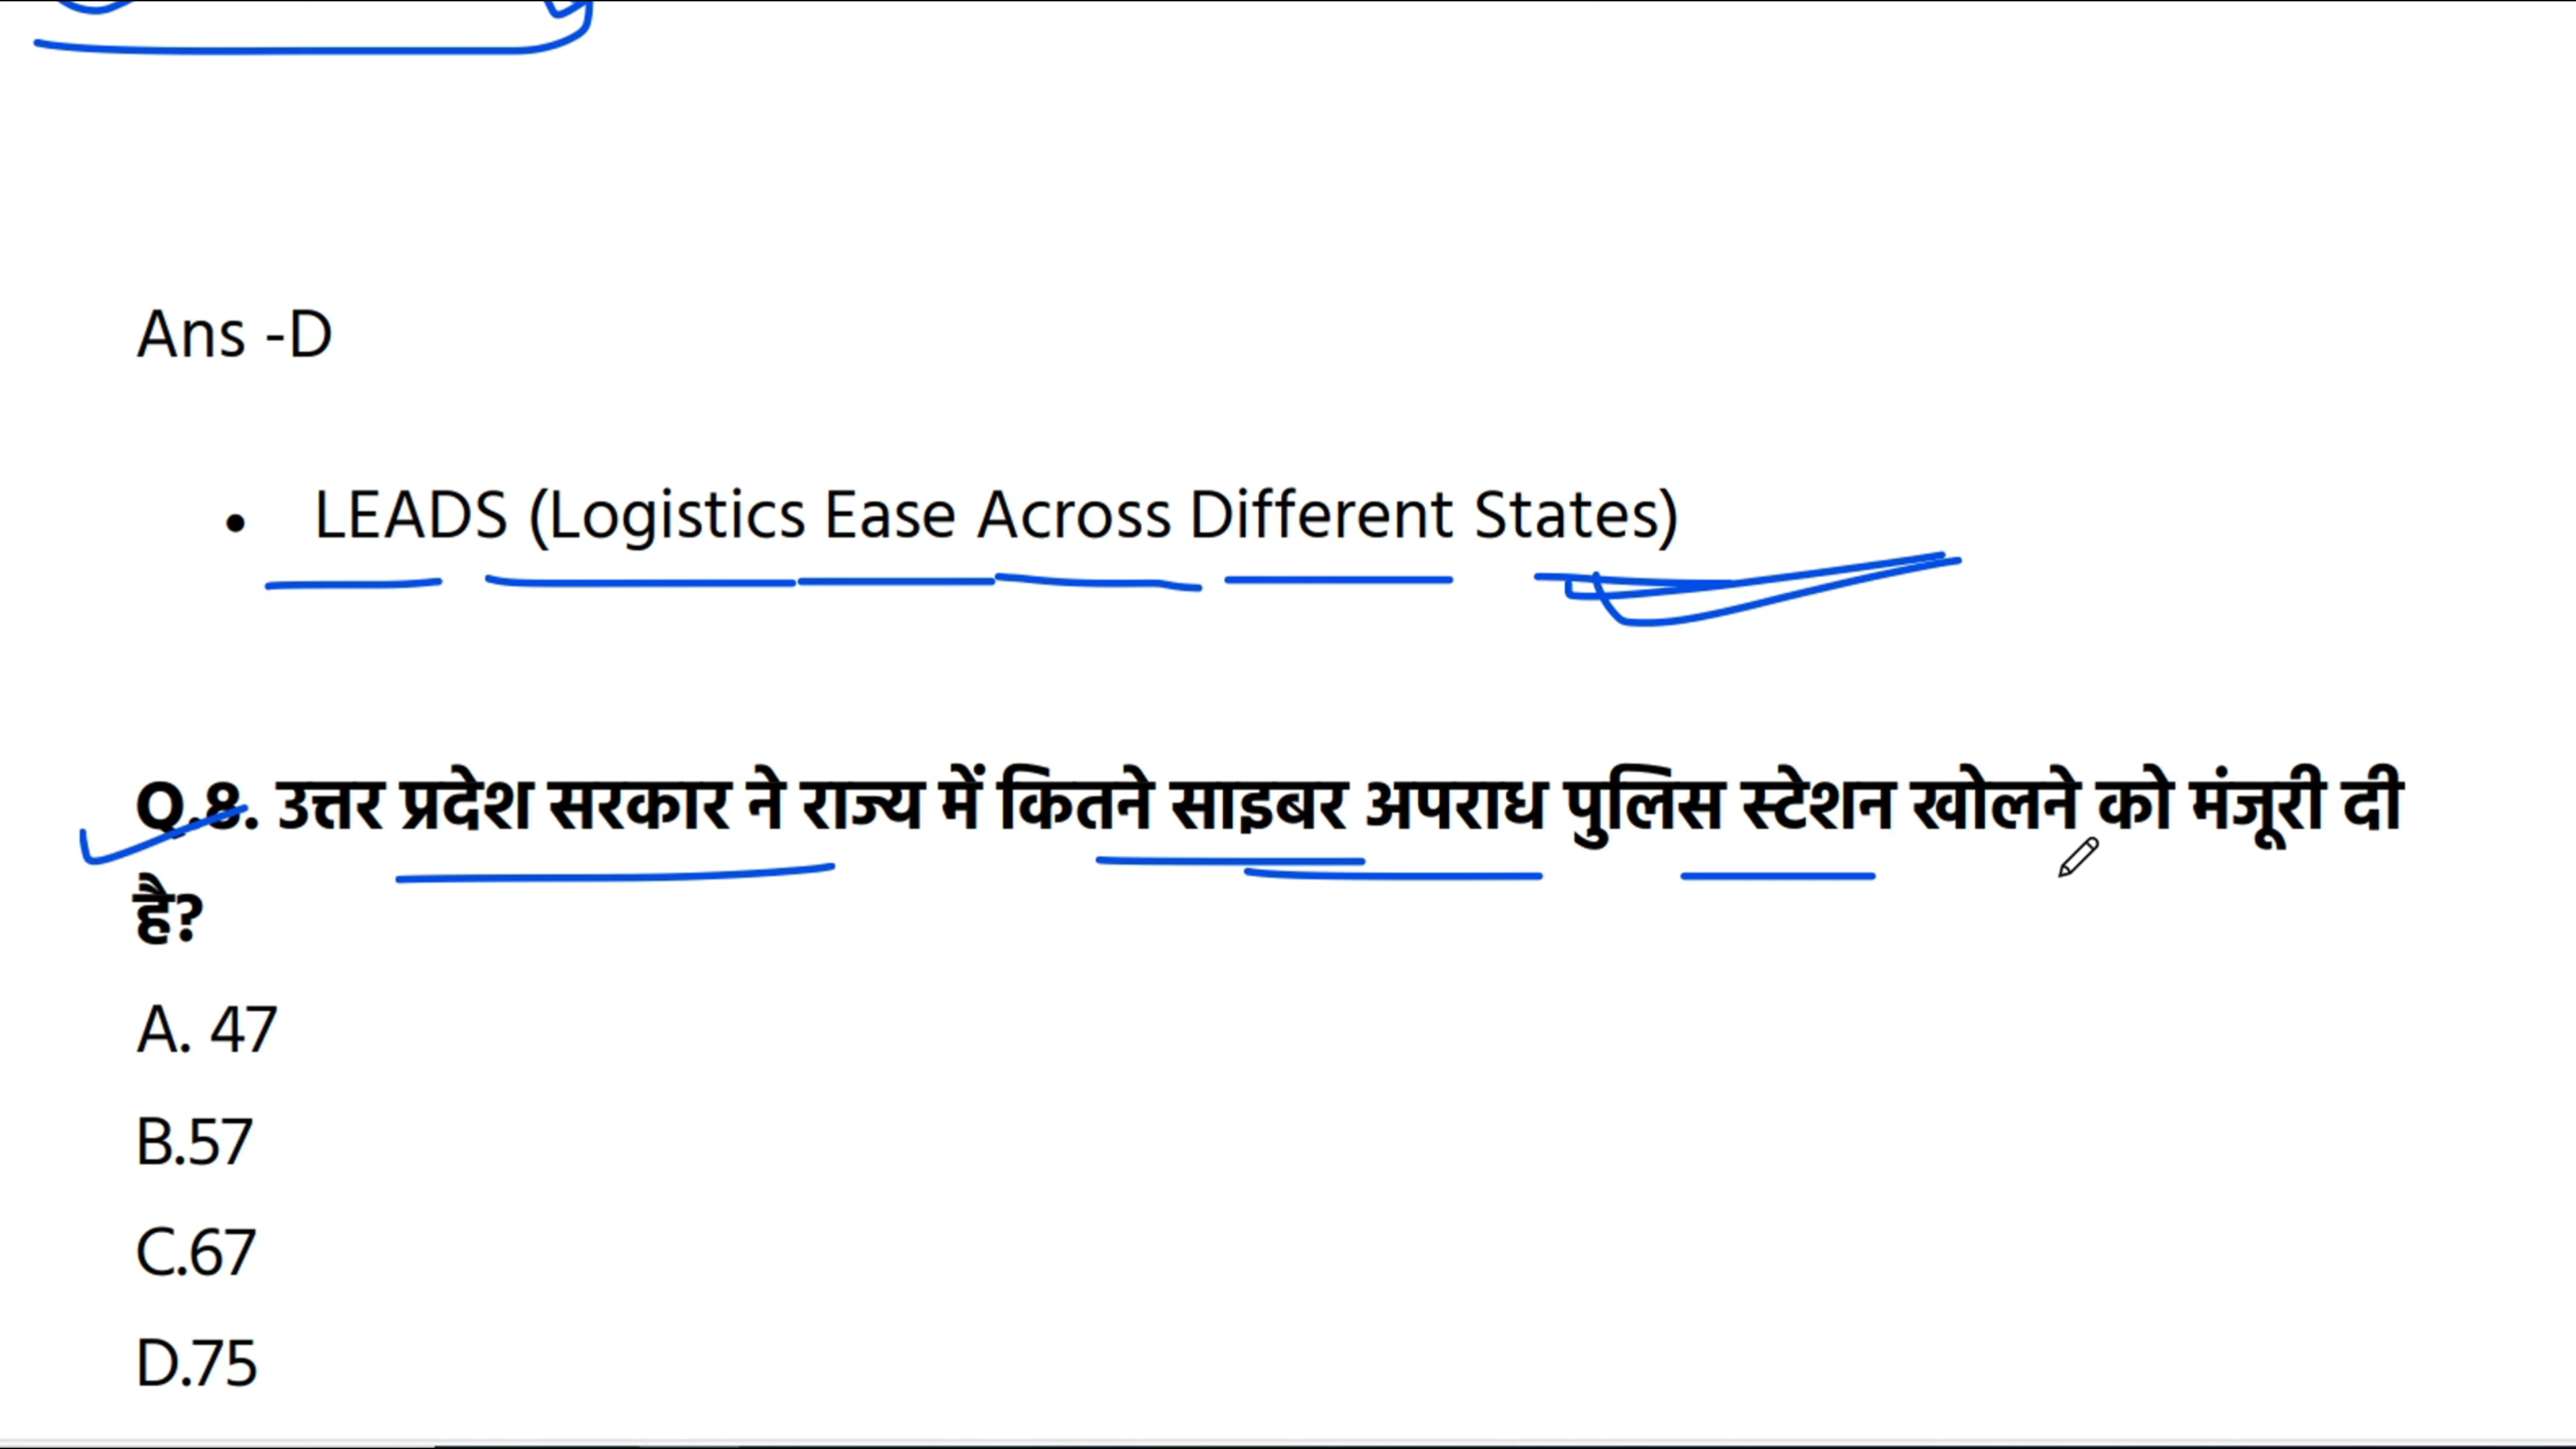 Ans -D
• LEADS (Logistics Ease Across Different States)
Q.8. उत्तर प्रदेश सरकार ने राज्य में कितने साइबर अपराध पुलिस स्टेशन खोलने को मंजूरी दी
है?
A. 47
B.57
C.67
D.75